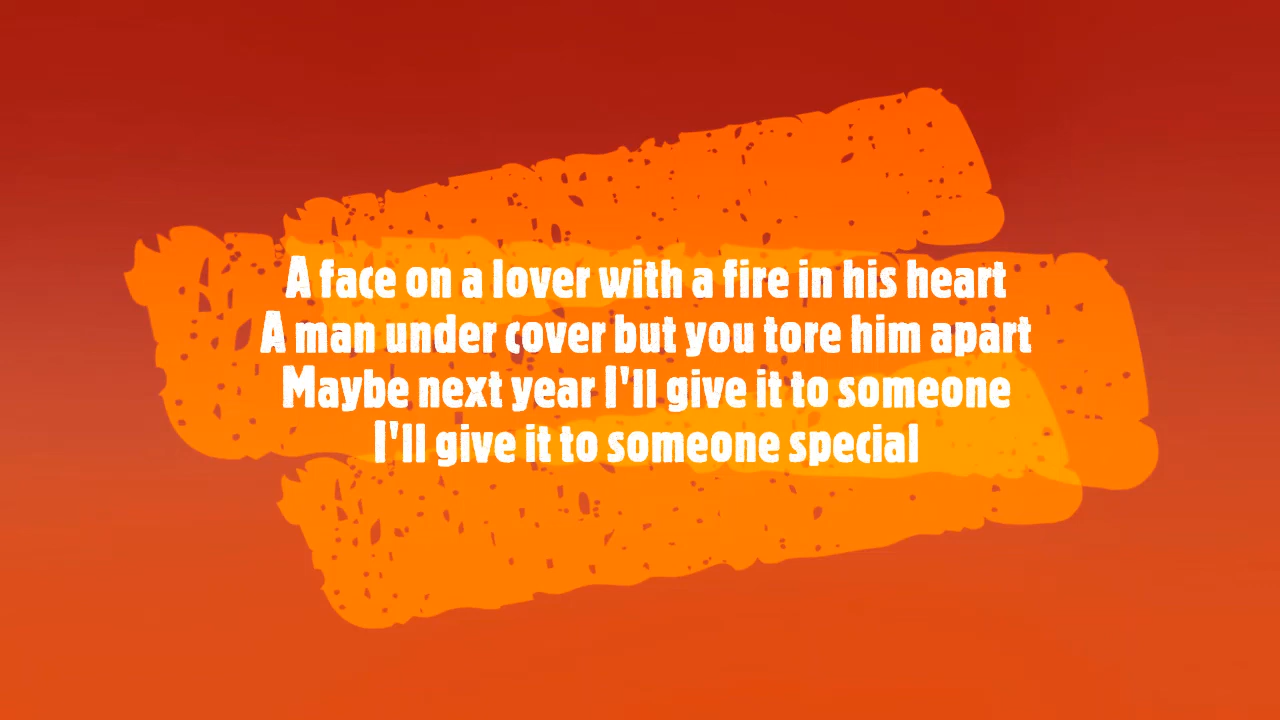 A face on a lover with a fire in his heart
A man under cover but you tore him apart
Maybe next year I'll give it to someone
I'll give it to someone special